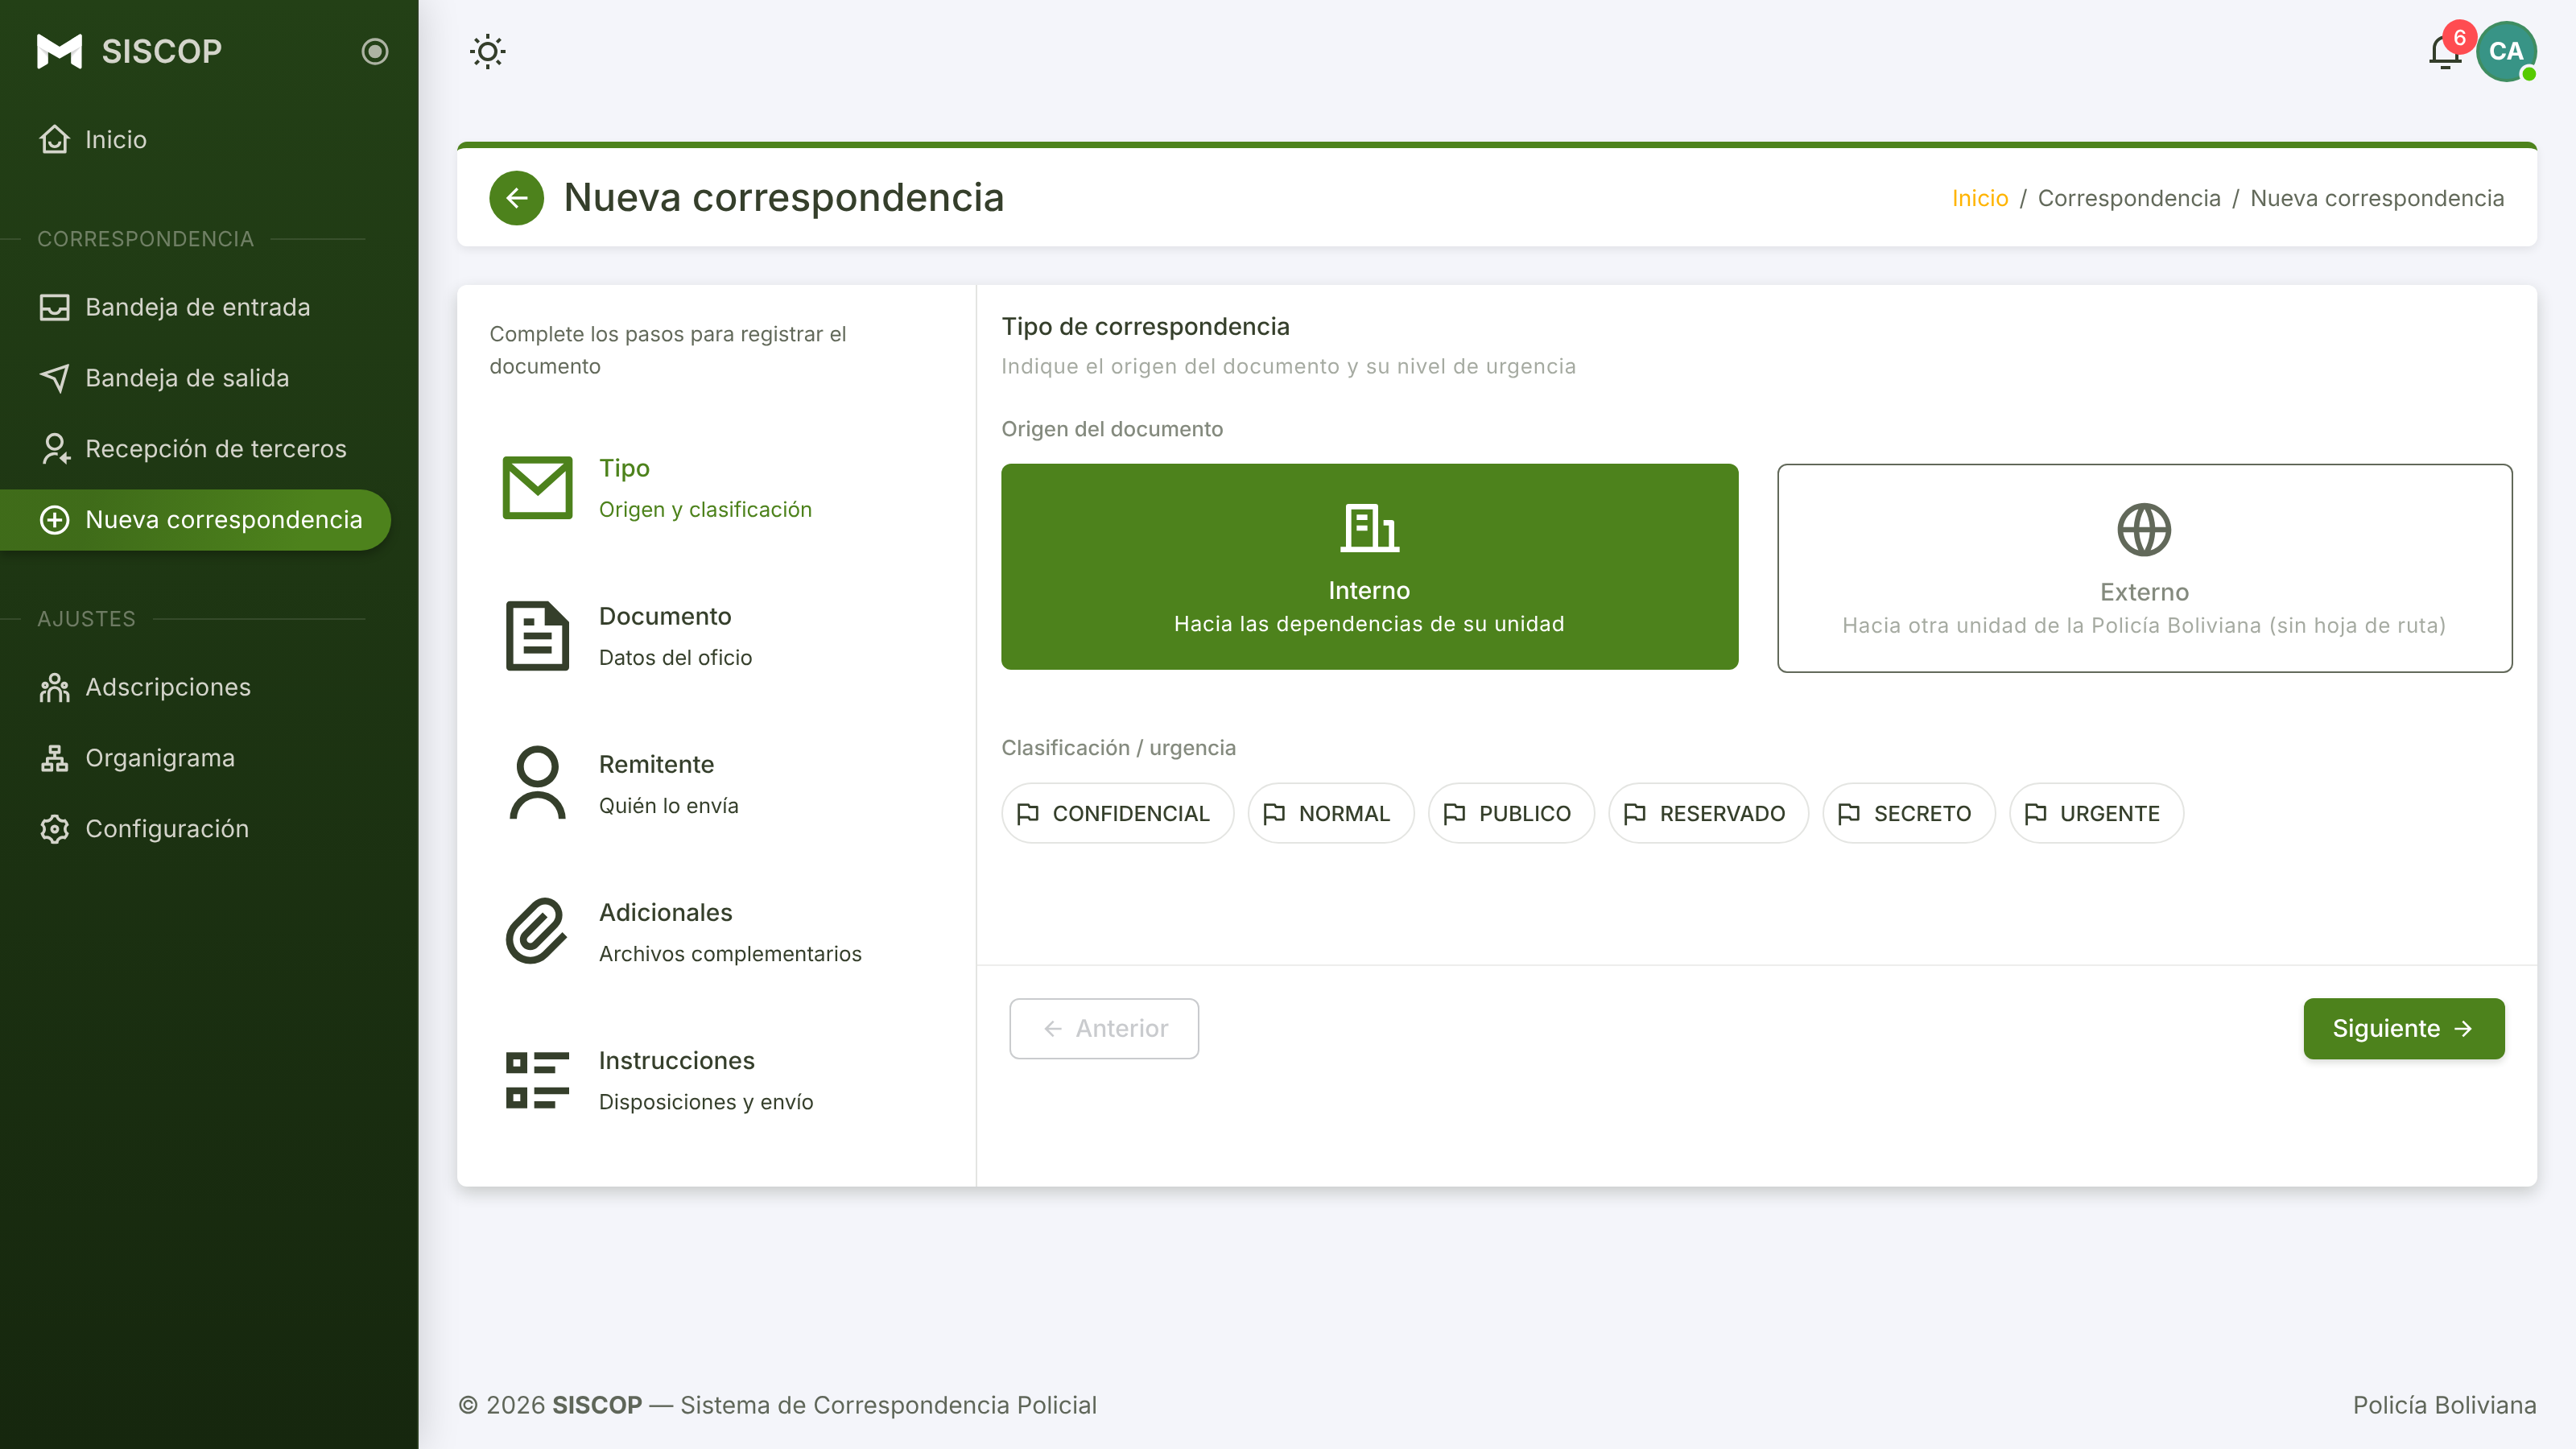 SISCOP
Inicio
CORRESPONDENCIA
Bandeja de entrada
Bandeja de salida
Recepción de terceros
Nueva correspondencia
AJUSTES
Adscripciones
Organigrama
Configuración
6
CA
Nueva correspondencia
Inicio / Correspondencia / Nueva correspondencia
Complete los pasos para registrar el
documento
Tipo
Origen y clasificación
Documento
Datos del oficio
Remitente
Quién lo envía
Adicionales
Archivos complementarios
Instrucciones
Disposiciones y envío
Tipo de correspondencia
Indique el origen del documento y su nivel de urgencia
Origen del documento
Interno
Hacia las dependencias de su unidad
Externo
Hacia otra unidad de la Policía Boliviana (sin hoja de ruta)
Clasificación / urgencia
CONFIDENCIAL NORMAL PUBLICO RESERVADO SECRETO URGENTE
← Anterior
Siguiente →
© 2026 SISCOP — Sistema de Correspondencia Policial
Policía Boliviana